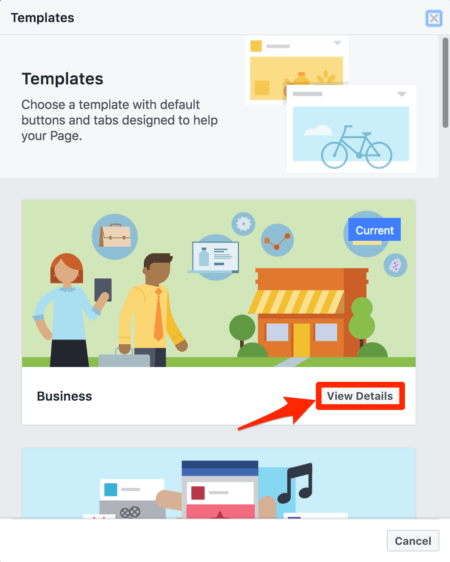 Templates
Templates
Choose a template with default
buttons and tabs designed to help
your Page.
Current
Business
View Details
Cancel